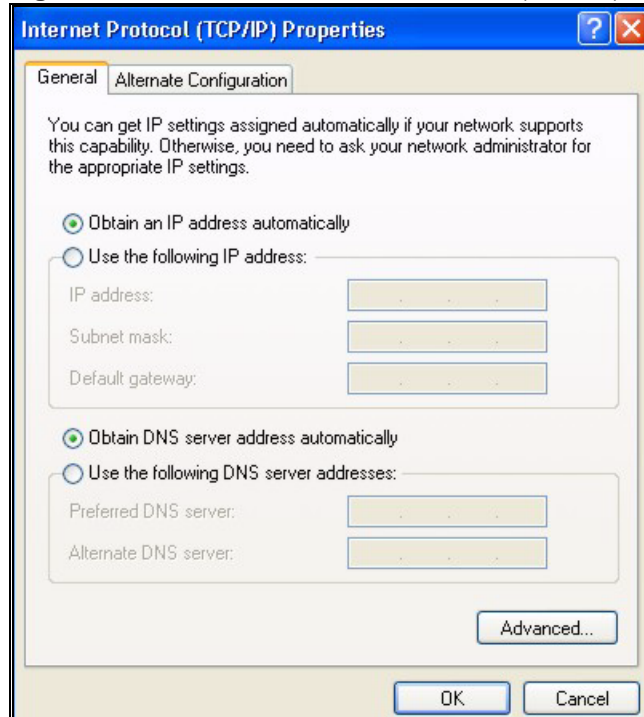 Internet Protocol (TCP/IP) Properties
General
Alternate Configuration
You can get IP settings assigned automatically if your network supports
this capability. Otherwise, you need to ask your network administrator for
the appropriate IP settings.
Obtain an IP address automatically
Use the following IP address:
IP address:
Subnet mask:
Default gateway:
Obtain DNS server address automatically
Use the following DNS server addresses:
Preferred DNS server:
Alternate DNS server:
Advanced...
OK
Cancel